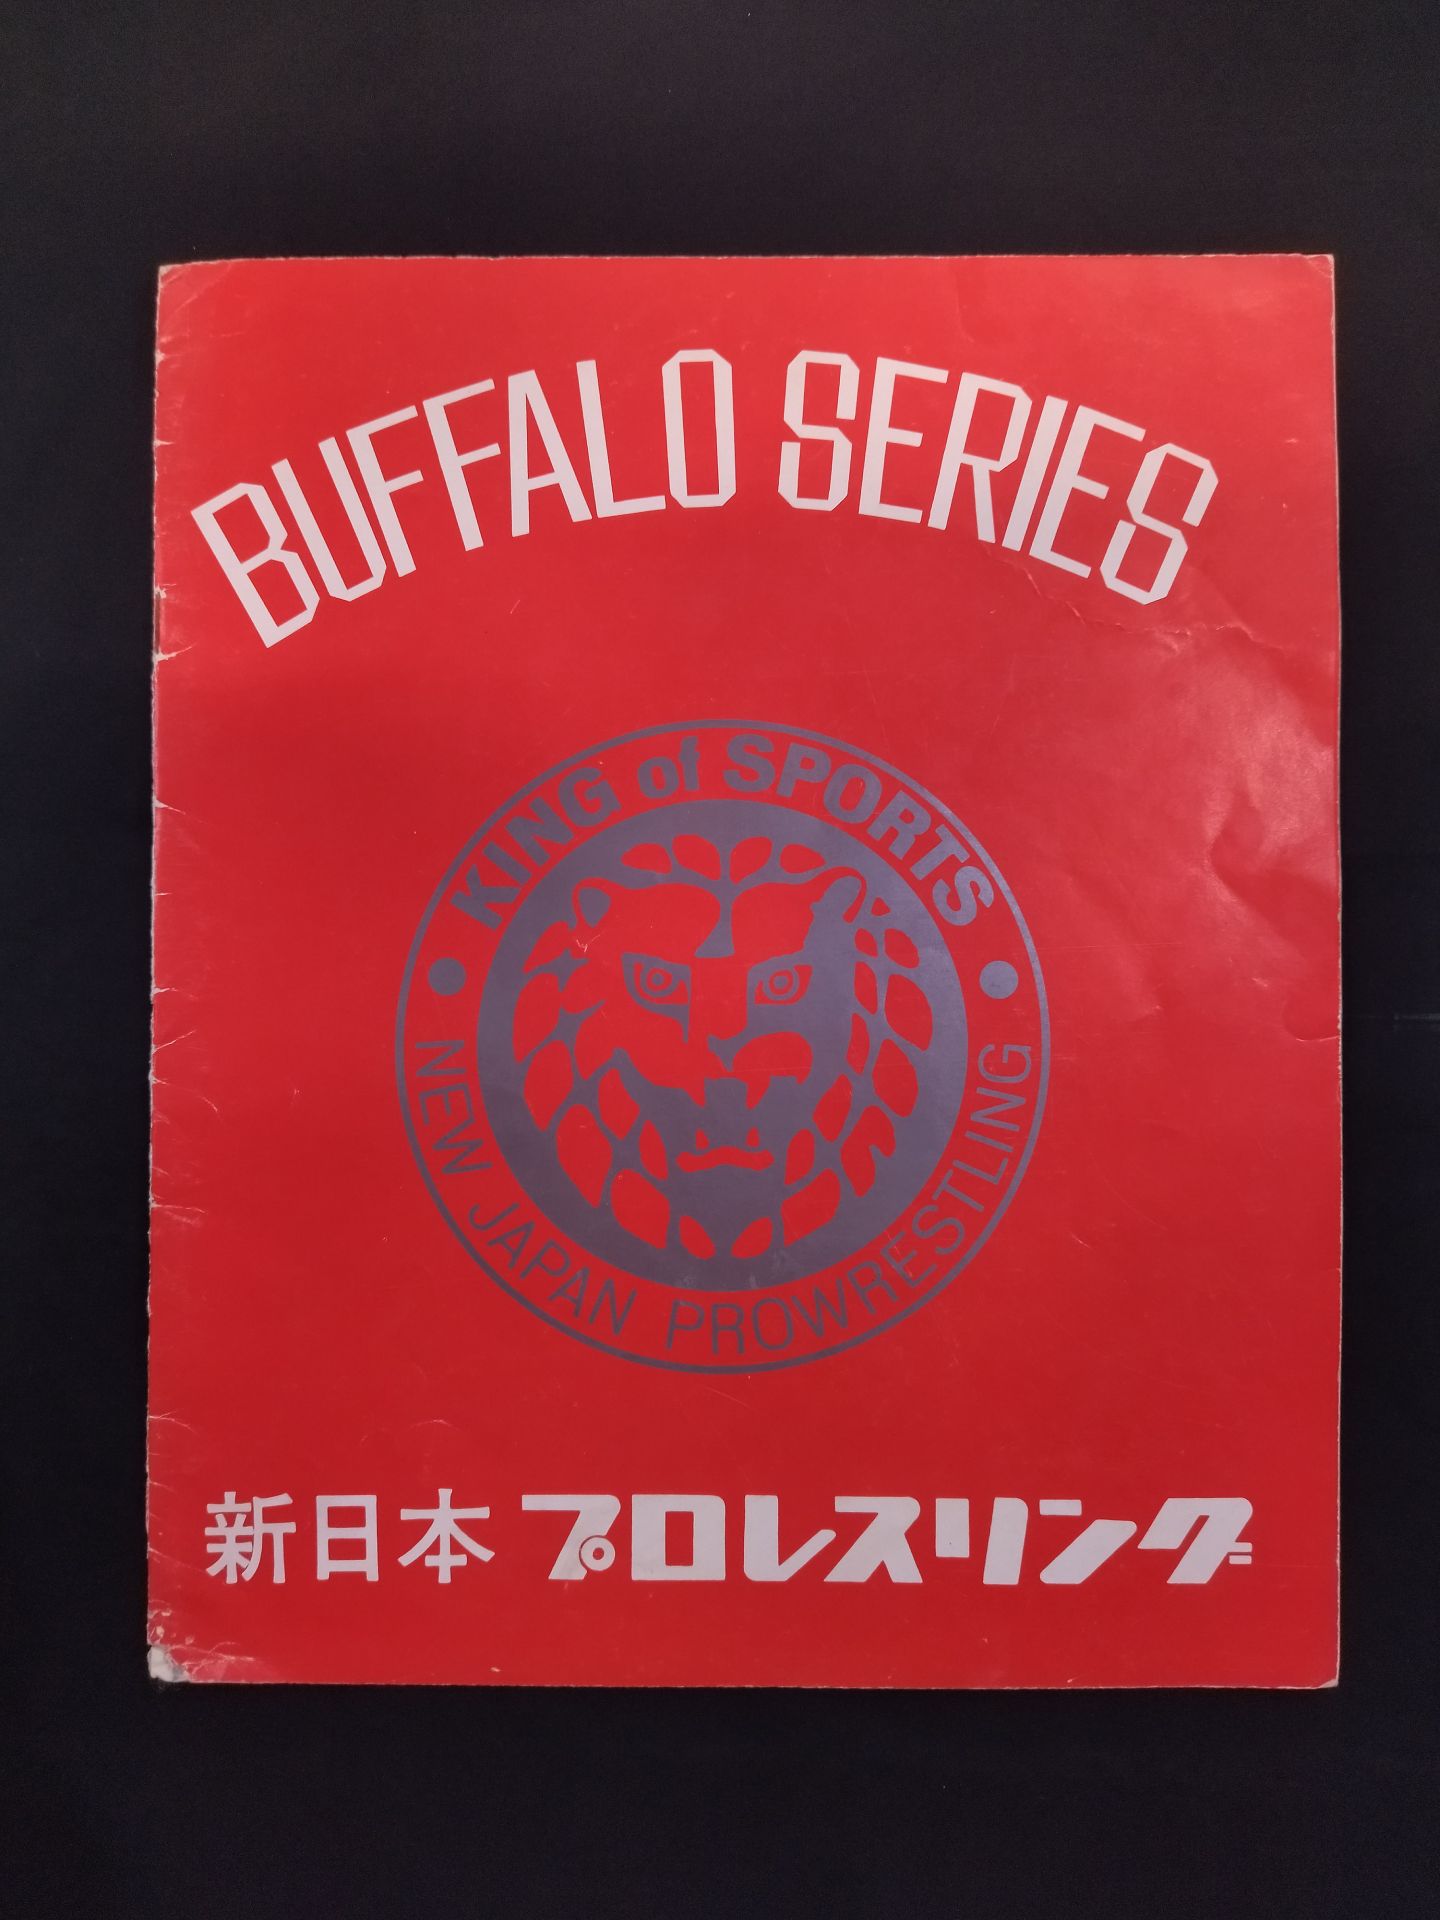 BUFFALO SERIES
KING of SPORTS
NEW JAPAN PROWRESTLING
新日本プロレスリング